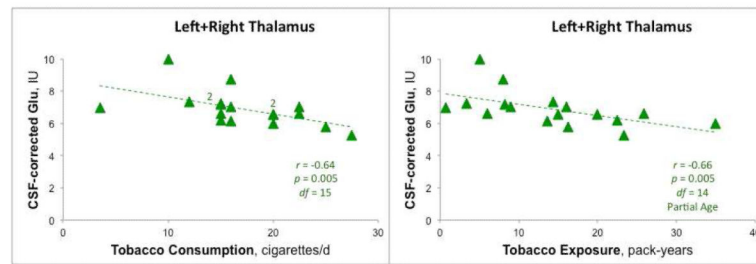 Left+Right Thalamus
CSF-corrected Glu, IU
10
8
6
4
2
0
2
2
r = -0.64
p = 0.005
df = 15
0
10
20
30
Tobacco Consumption, cigarettes/d
Left+Right Thalamus
CSF-corrected Glu, IU
10
8
6
4
2
0
r = -0.66
p = 0.005
df = 14
Partial Age
0
10
20
30
40
Tobacco Exposure, pack-years